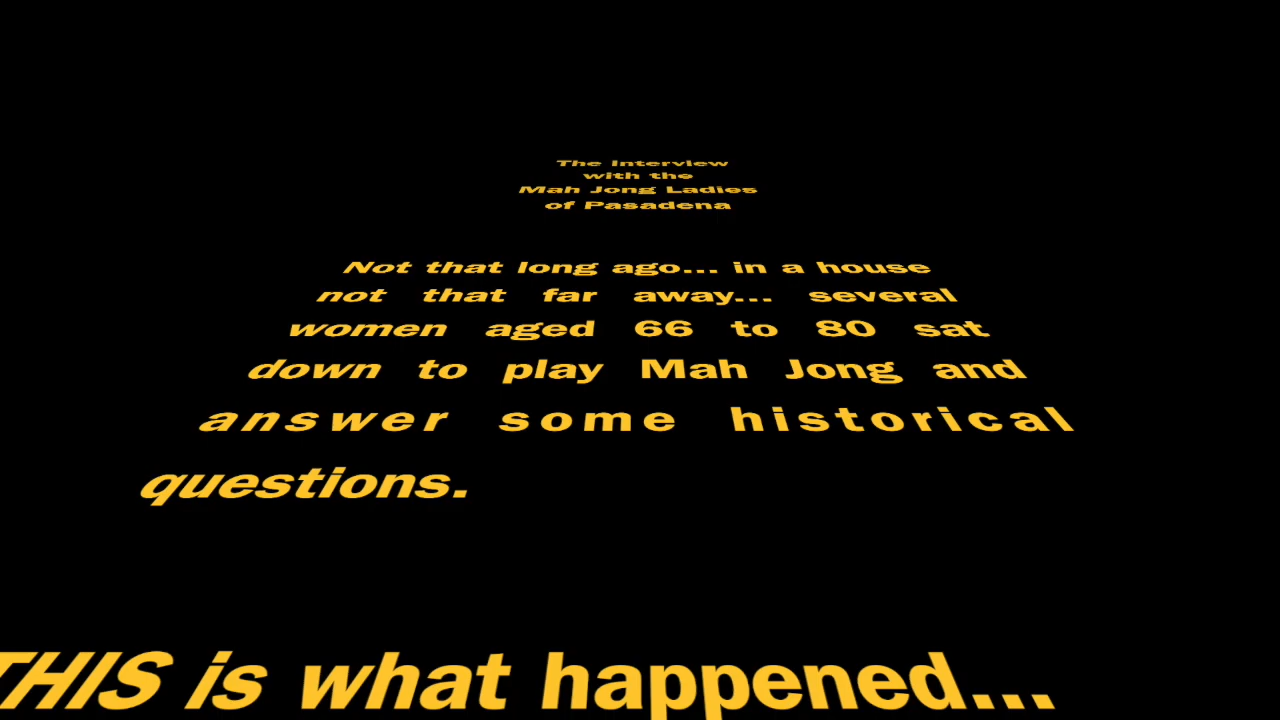 The Interview
with the
Mah Jong Ladies
of Pasadena
Not that long ago... in a house
not that far away... several
women aged 66 to 80 sat
down to play Mah Jong and
answer some historical
questions.
THIS is what happened...